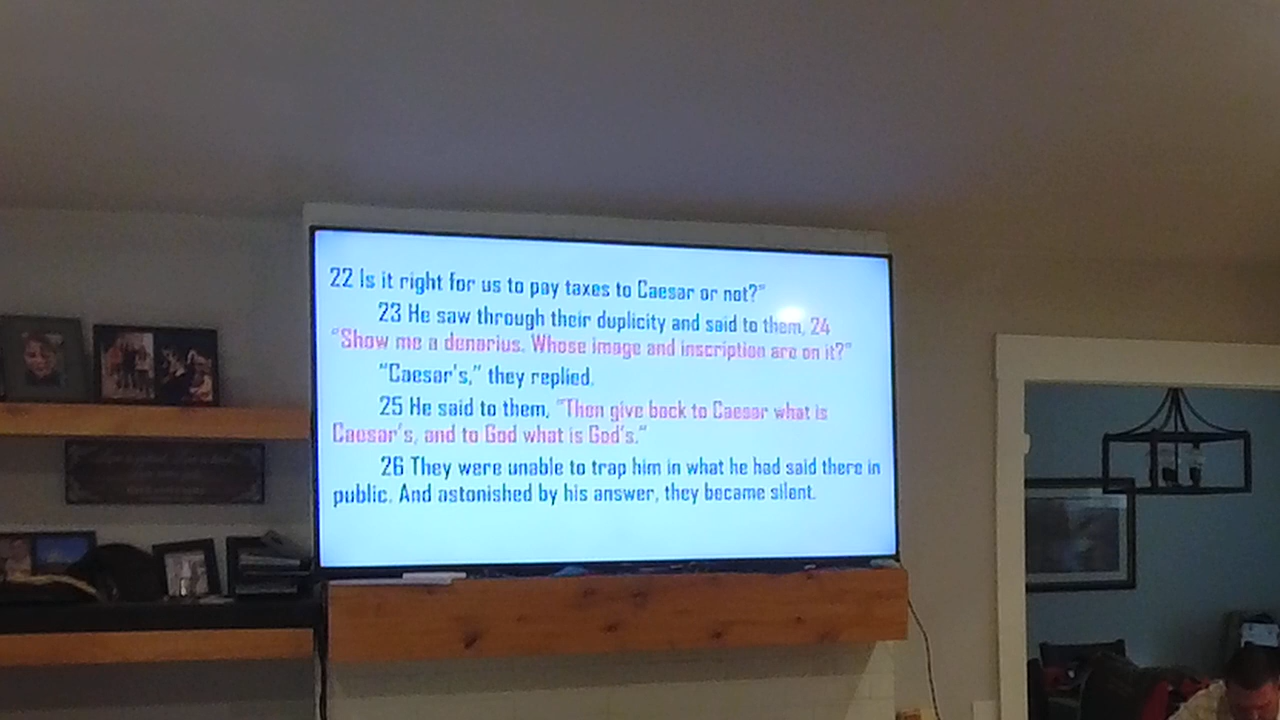 22 Is it right for us to pay taxes to Caesar or not?"
23 He saw through their duplicity and said to them, 24
"Show me a denarius. Whose image and inscription are on it?"
"Caesar's," they replied.
25 He said to them, "Then give back to Caesar what is
Caesar's, and to God what is God's."
26 They were unable to trap him in what he had said there in
public. And astonished by his answer, they became silent.